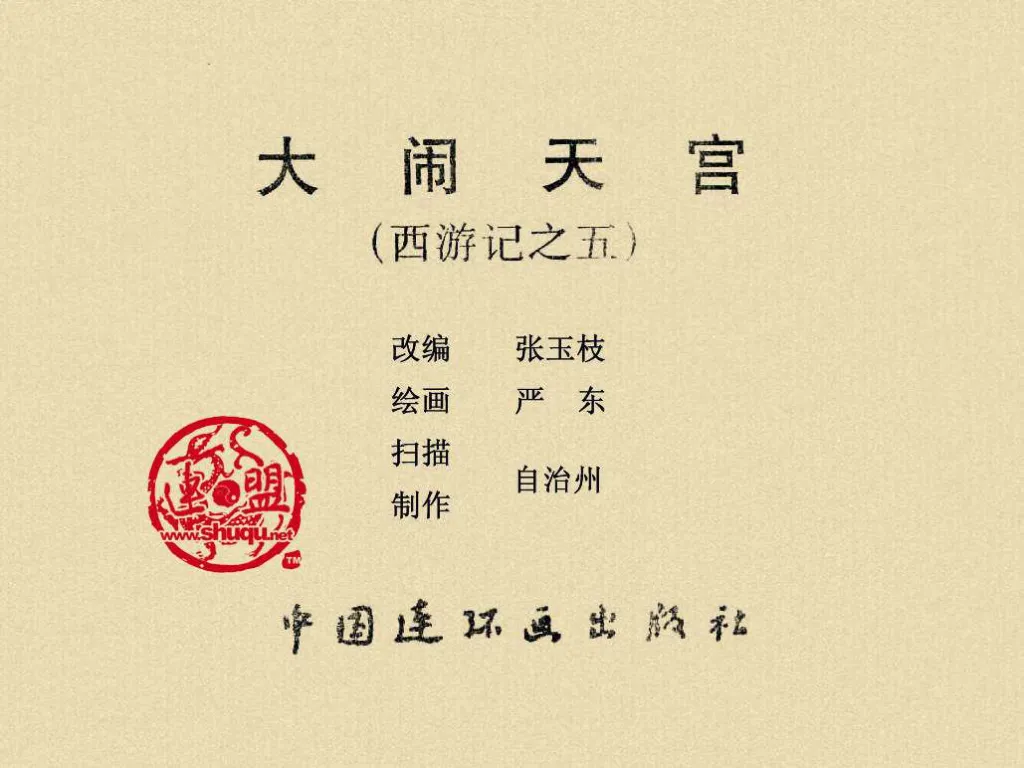 大闹天宫
(西游记之五)
改编 张玉枝
绘画 严东
扫描
制作 自治州
連盟
www.shuqu.net
TM
中国连环画出版社